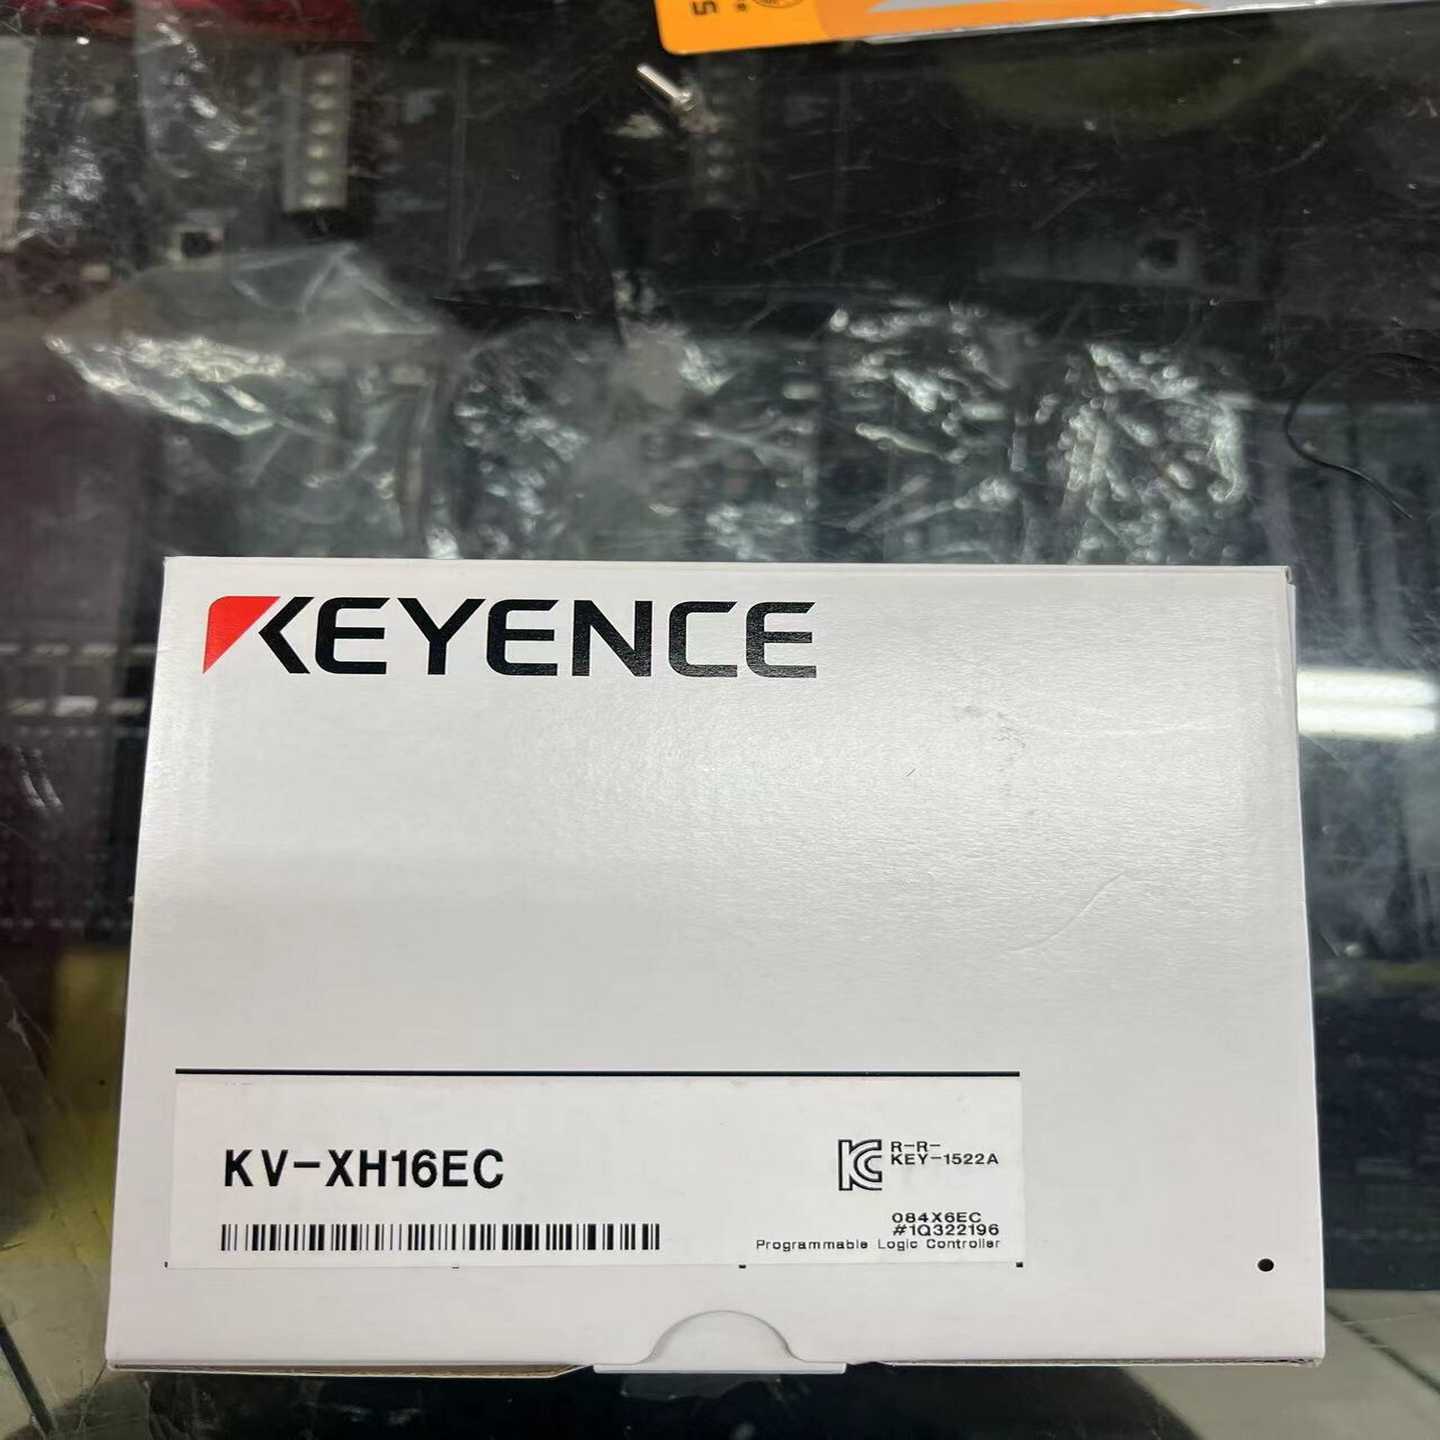 KEYENCE
KV-XH16EC
R-R-
KEY-1522A
084X6EC
#1Q322196
Programmable Logic Controller